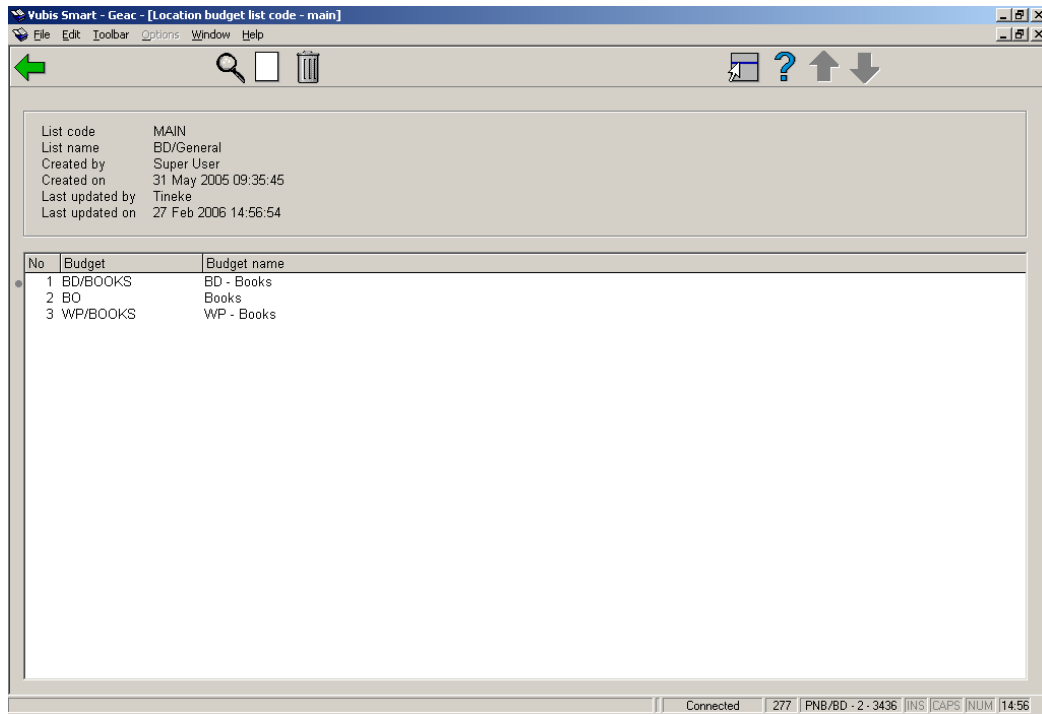 Vubis Smart - Geac - [Location budget list code - main]
File Edit Toolbar Options Window Help
List code MAIN
List name BD/General
Created by Super User
Created on 31 May 2005 09:35:45
Last updated by Tineke
Last updated on 27 Feb 2006 14:56:54
No Budget Budget name
1 BD/BOOKS BD - Books
2 BO Books
3 WP/BOOKS WP - Books
Connected 277 PNB/BD - 2 - 3436 INS CAPS NUM 14:56